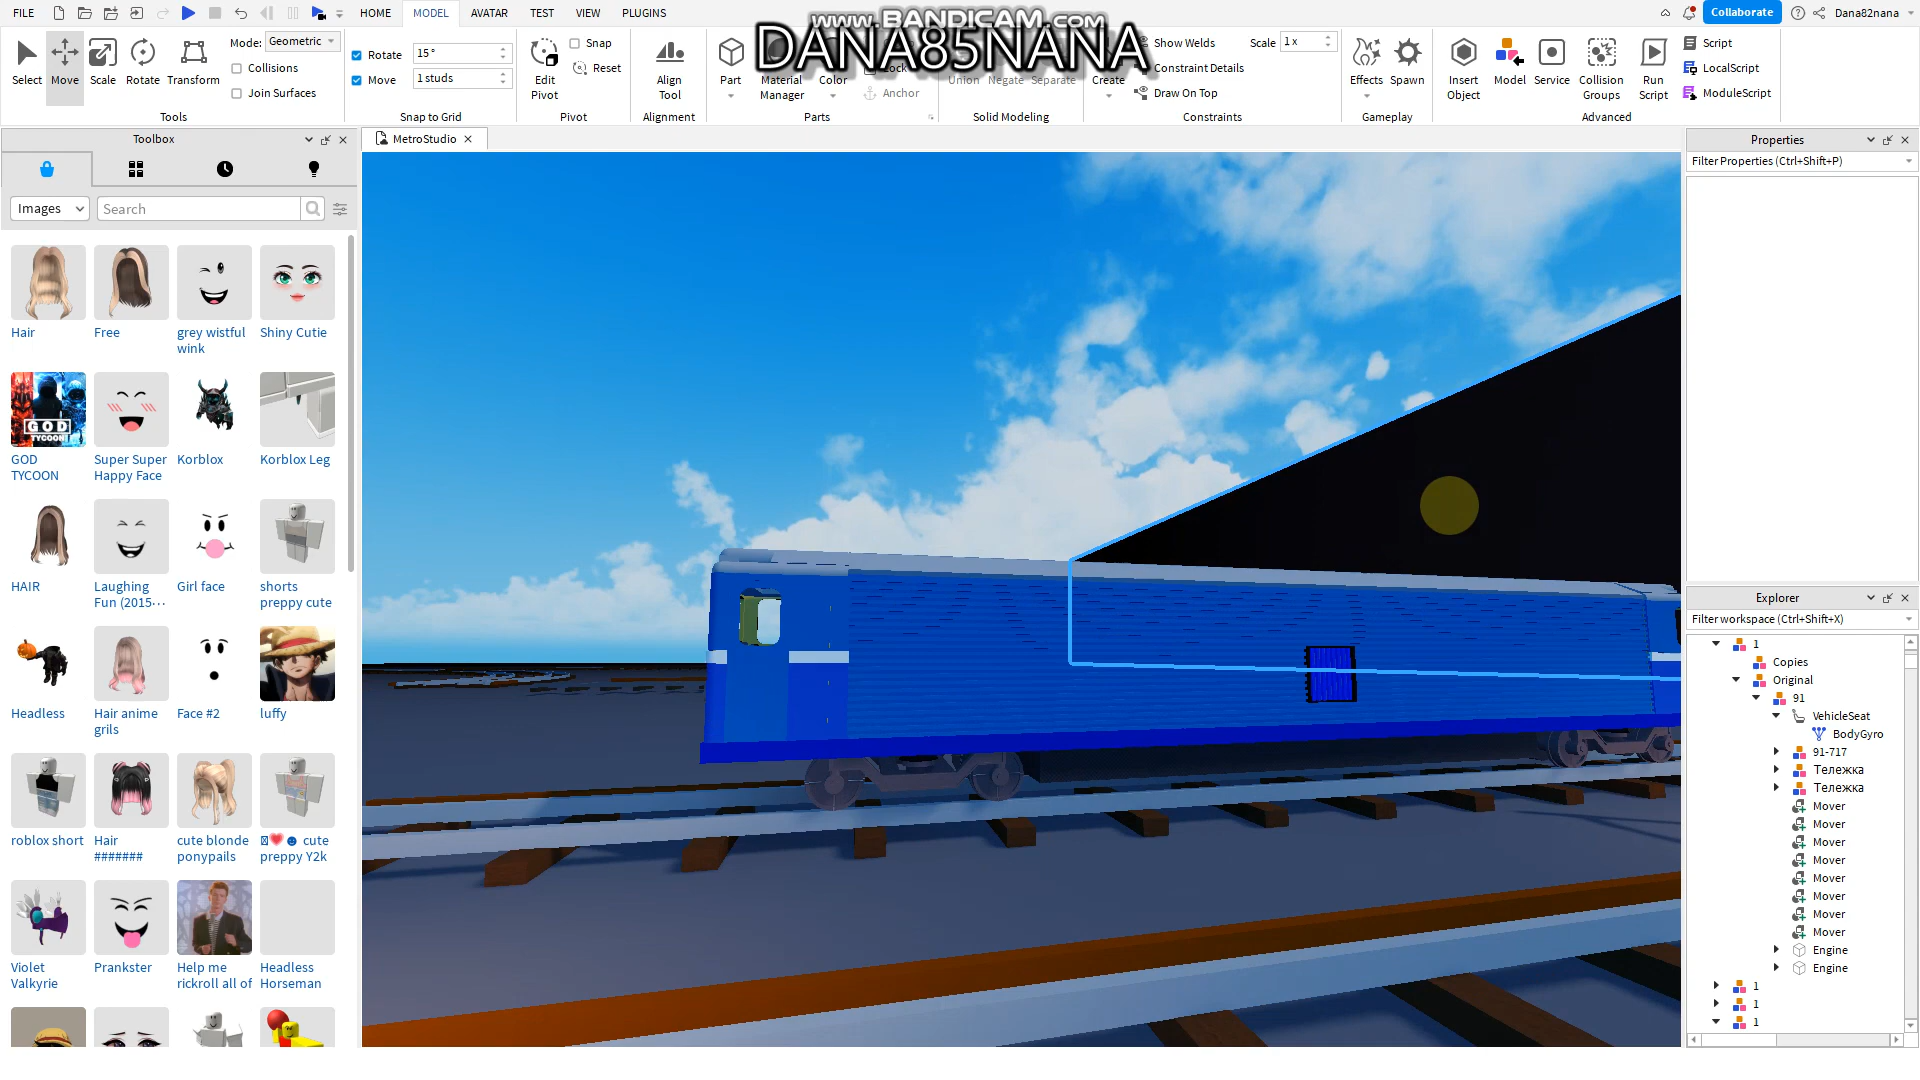 FILE HOME MODEL AVATAR TEST VIEW PLUGINS Collaborate Dana82nana
www.BANDICAM.com
DANA85NANA
Select Move Scale Rotate Transform
Mode: Geometric
Collisions
Join Surfaces
Tools
Rotate 15°
Move 1 studs
Snap to Grid
Edit Pivot
Snap
Reset
Pivot
Align Tool
Alignment
Part Material Manager Color
Lock
Anchor
Parts
Union Negate Separate
Solid Modeling
Create
Show Welds
Constraint Details
Draw On Top
Scale 1 x
Constraints
Effects Spawn
Gameplay
Insert Object
Model
Service
Collision Groups
Run Script
Script
LocalScript
ModuleScript
Advanced
Toolbox
Images Search
Hair
Free
grey wistful wink
Shiny Cutie
GOD TYCOON
GOD TYCOON
Super Super Happy Face
Korblox
Korblox Leg
HAIR
Laughing Fun (2015…
Girl face
shorts preppy cute
Headless
Hair anime grils
Face #2
luffy
roblox short
Hair #######
cute blonde ponypails
cute preppy Y2k
Violet Valkyrie
Prankster
Help me rickroll all of
Headless Horseman
MetroStudio
Properties
Filter Properties (Ctrl+Shift+P)
Explorer
Filter workspace (Ctrl+Shift+X)
1
Copies
Original
91
VehicleSeat
BodyGyro
91-717
Тележка
Тележка
Mover
Mover
Mover
Mover
Mover
Mover
Mover
Mover
Engine
Engine
1
1
1